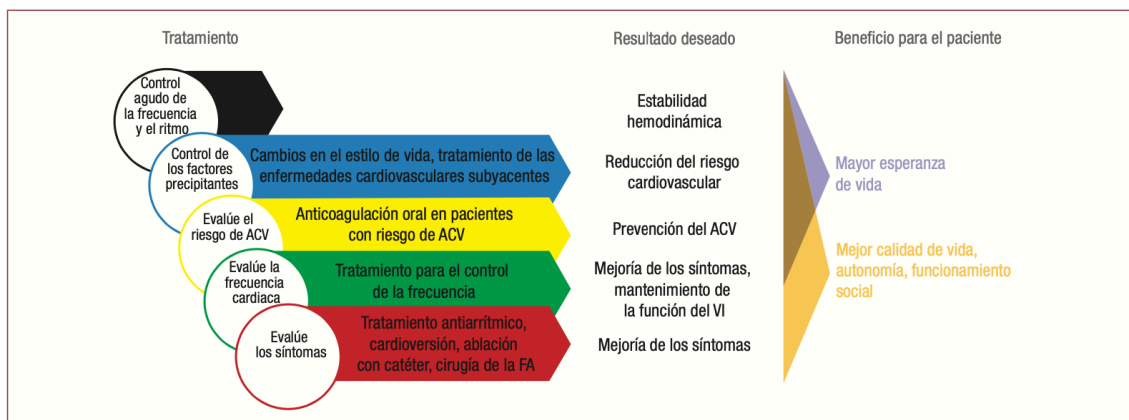 Tratamiento
Resultado deseado
Beneficio para el paciente
Control
agudo de
la frecuencia
y el ritmo
Estabilidad
hemodinámica
Control de
los factores
precipitantes
Cambios en el estilo de vida, tratamiento de las
enfermedades cardiovasculares subyacentes
Reducción del riesgo
cardiovascular
Mayor esperanza
de vida
Evalúe el
riesgo de ACV
Anticoagulación oral en pacientes
con riesgo de ACV
Prevención del ACV
Evalúe la
frecuencia
cardiaca
Tratamiento para el control
de la frecuencia
Mejoría de los síntomas,
mantenimiento de
la función del VI
Mejor calidad de vida,
autonomía, funcionamiento
social
Evalúe
los síntomas
Tratamiento antiarrítmico,
cardioversión, ablación
con catéter, cirugía de la FA
Mejoría de los síntomas